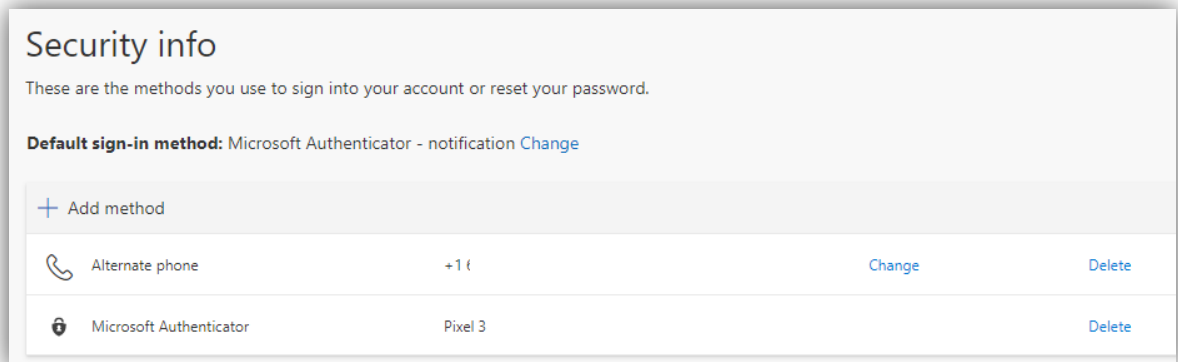 Security info
These are the methods you use to sign into your account or reset your password.
Default sign-in method: Microsoft Authenticator - notification Change
+ Add method
Alternate phone +1 Change Delete
Microsoft Authenticator Pixel 3 Delete